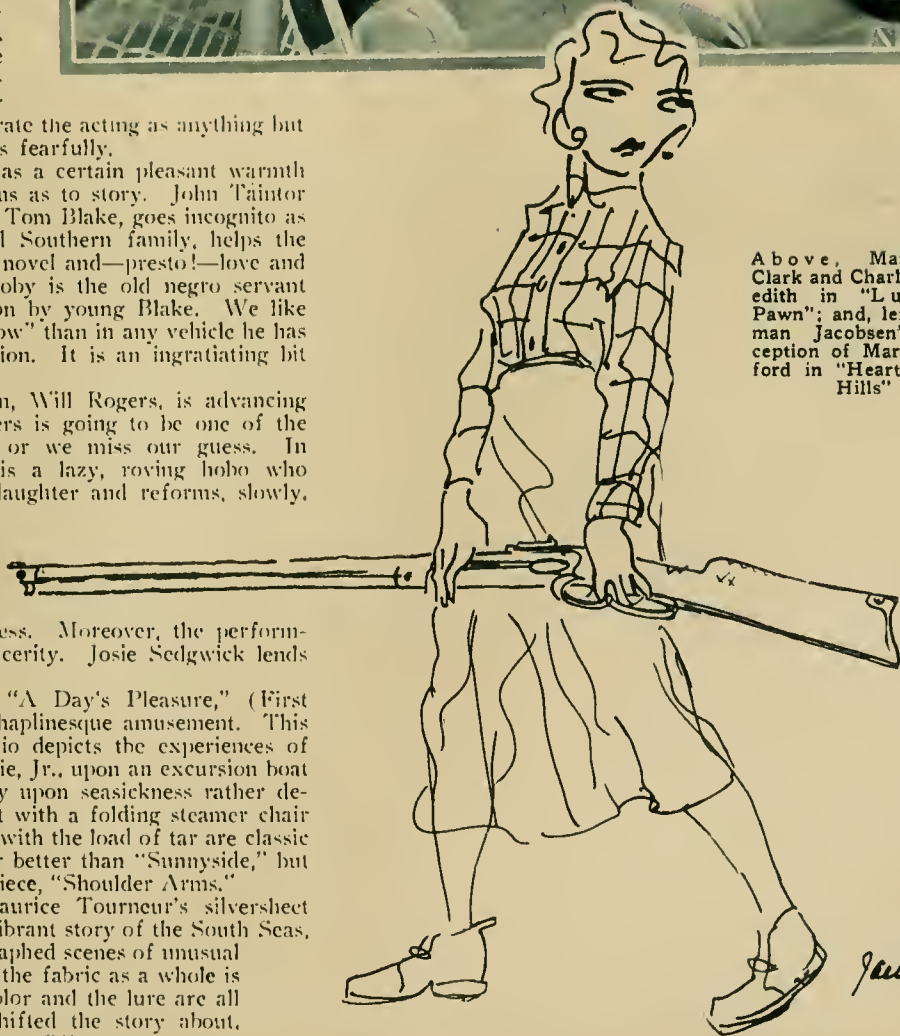 rate the acting as anything but
s fearfully.
as a certain pleasant warmth
us as to story. John Taintor
Tom Blake, goes incognito as
l Southern family, helps the
novel and—presto!—love and
oby is the old negro servant
on by young Blake. We like
ow" than in any vehicle he has
ion. It is an ingratiating bit
n, Will Rogers, is advancing
ers is going to be one of the
or we miss our guess. In
is a lazy, roving hobo who
laughter and reforms, slowly,
ess. Moreover, the perform-
cerity. Josie Sedgwick lends
"A Day's Pleasure," (First
haplinesque amusement. This
io depicts the experiences of
ie, Jr., upon an excursion boat
y upon seasickness rather de-
t with a folding steamer chair
with the load of tar are classic
r better than "Sunnyside," but
iece, "Shoulder Arms."
aurice Tourneur's silversheet
ibrant story of the South Seas,
aphed scenes of unusual
the fabric as a whole is
olor and the lure are all
hifted the story about,
Above, Ma
Clark and Charl
edith in "Lu
Pawn"; and, le
man Jacobsen'
ception of Mar
ford in "Heart
Hills"